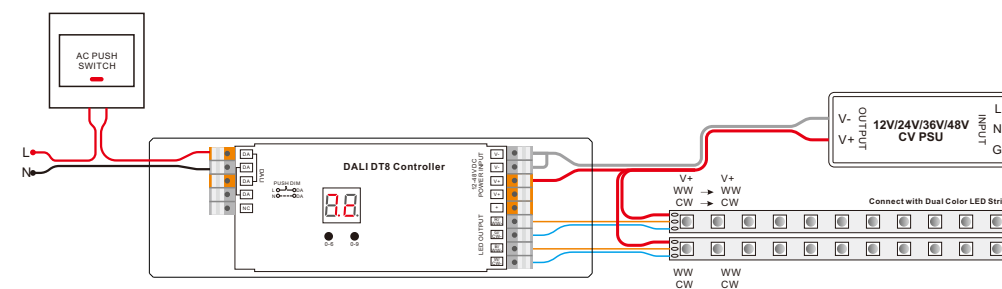 AC PUSH
SWITCH
L
N
DA
DA
DA
DA
NC
DALI
PUSH DIM
L DA
N DA
DALI DT8 Controller
0-6
0-9
12-48VDC
POWER INPUT
LED OUTPUT
V-
V-
V+
+
V-
V+
OUTPUT
12V/24V/36V/48V
CV PSU
INPUT
L
N
G
V+ V+
WW → WW
CW → CW
Connect with Dual Color LED Stri
WW WW
CW CW